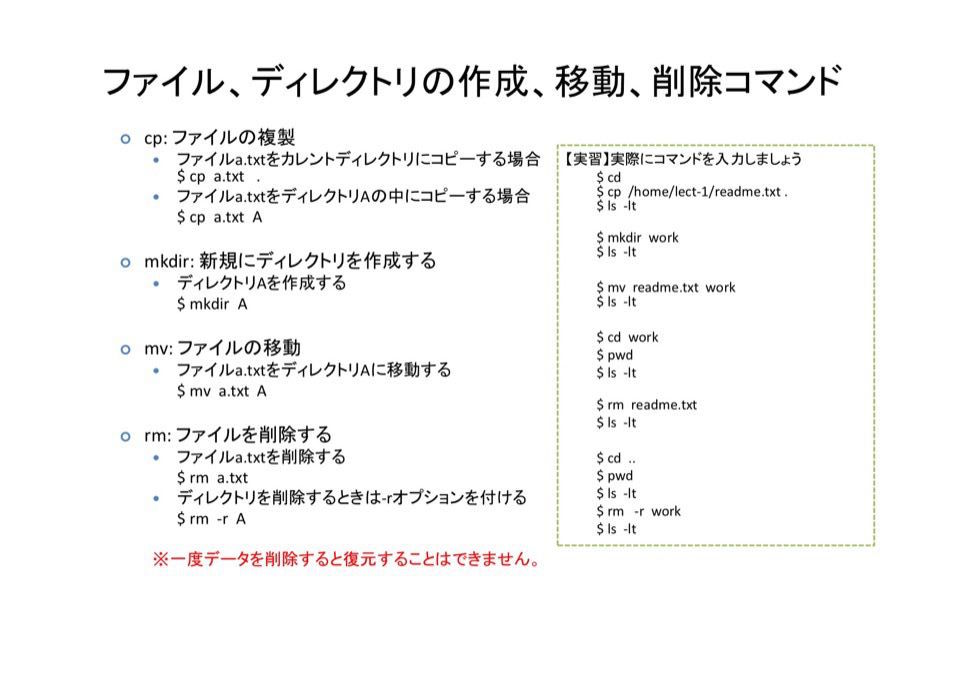 ファイル、ディレクトリの作成、移動、削除コマンド
cp: ファイルの複製
ファイルa.txtをカレントディレクトリにコピーする場合
$ cp a.txt .
ファイルa.txtをディレクトリAの中にコピーする場合
$ cp a.txt A
mkdir: 新規にディレクトリを作成する
ディレクトリAを作成する
$ mkdir A
mv: ファイルの移動
ファイルa.txtをディレクトリAに移動する
$ mv a.txt A
rm: ファイルを削除する
ファイルa.txtを削除する
$ rm a.txt
ディレクトリを削除するときは-rオプションを付ける
$ rm -r A
※一度データを削除すると復元することはできません。
【実習】実際にコマンドを入力しましょう
$ cd
$ cp /home/lect-1/readme.txt .
$ ls -lt
$ mkdir work
$ ls -lt
$ mv readme.txt work
$ ls -lt
$ cd work
$ pwd
$ ls -lt
$ rm readme.txt
$ ls -lt
$ cd ..
$ pwd
$ ls -lt
$ rm -r work
$ ls -lt